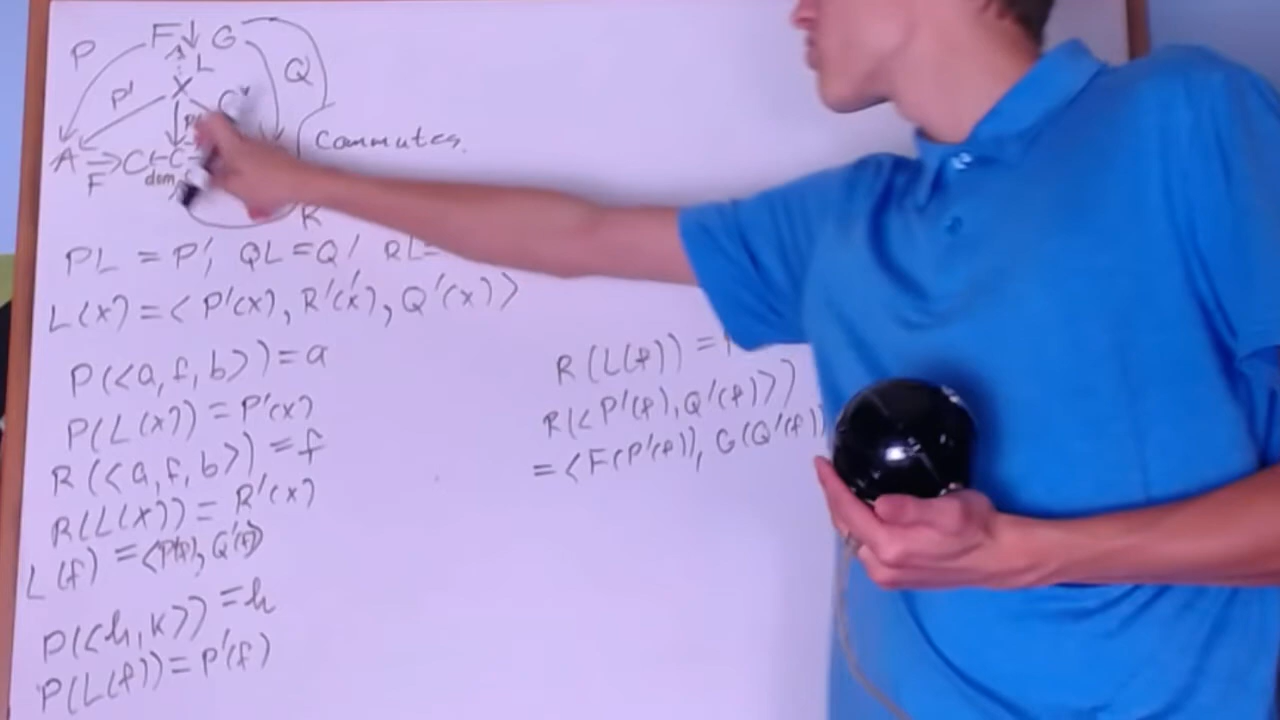 F ↓ G
P
L
Q
P'
X
C
A ⇒ C ← C
F
dom
Commutes.
R
PL = P', QL = Q', RL =
L(x) = < P'(x), R'(x), Q'(x) >
P(<a, f, b>) = a
P(L(x)) = P'(x)
R(<a, f, b>) = f
R(L(x)) = R'(x)
L(f) = <P'(f), Q'(f)>
P(<h, k>) = h
P(L(f)) = P'(f)
R(L(f)) =
R(< P'(f), Q'(f) >)
= < F(P'(f)), G(Q'(f))